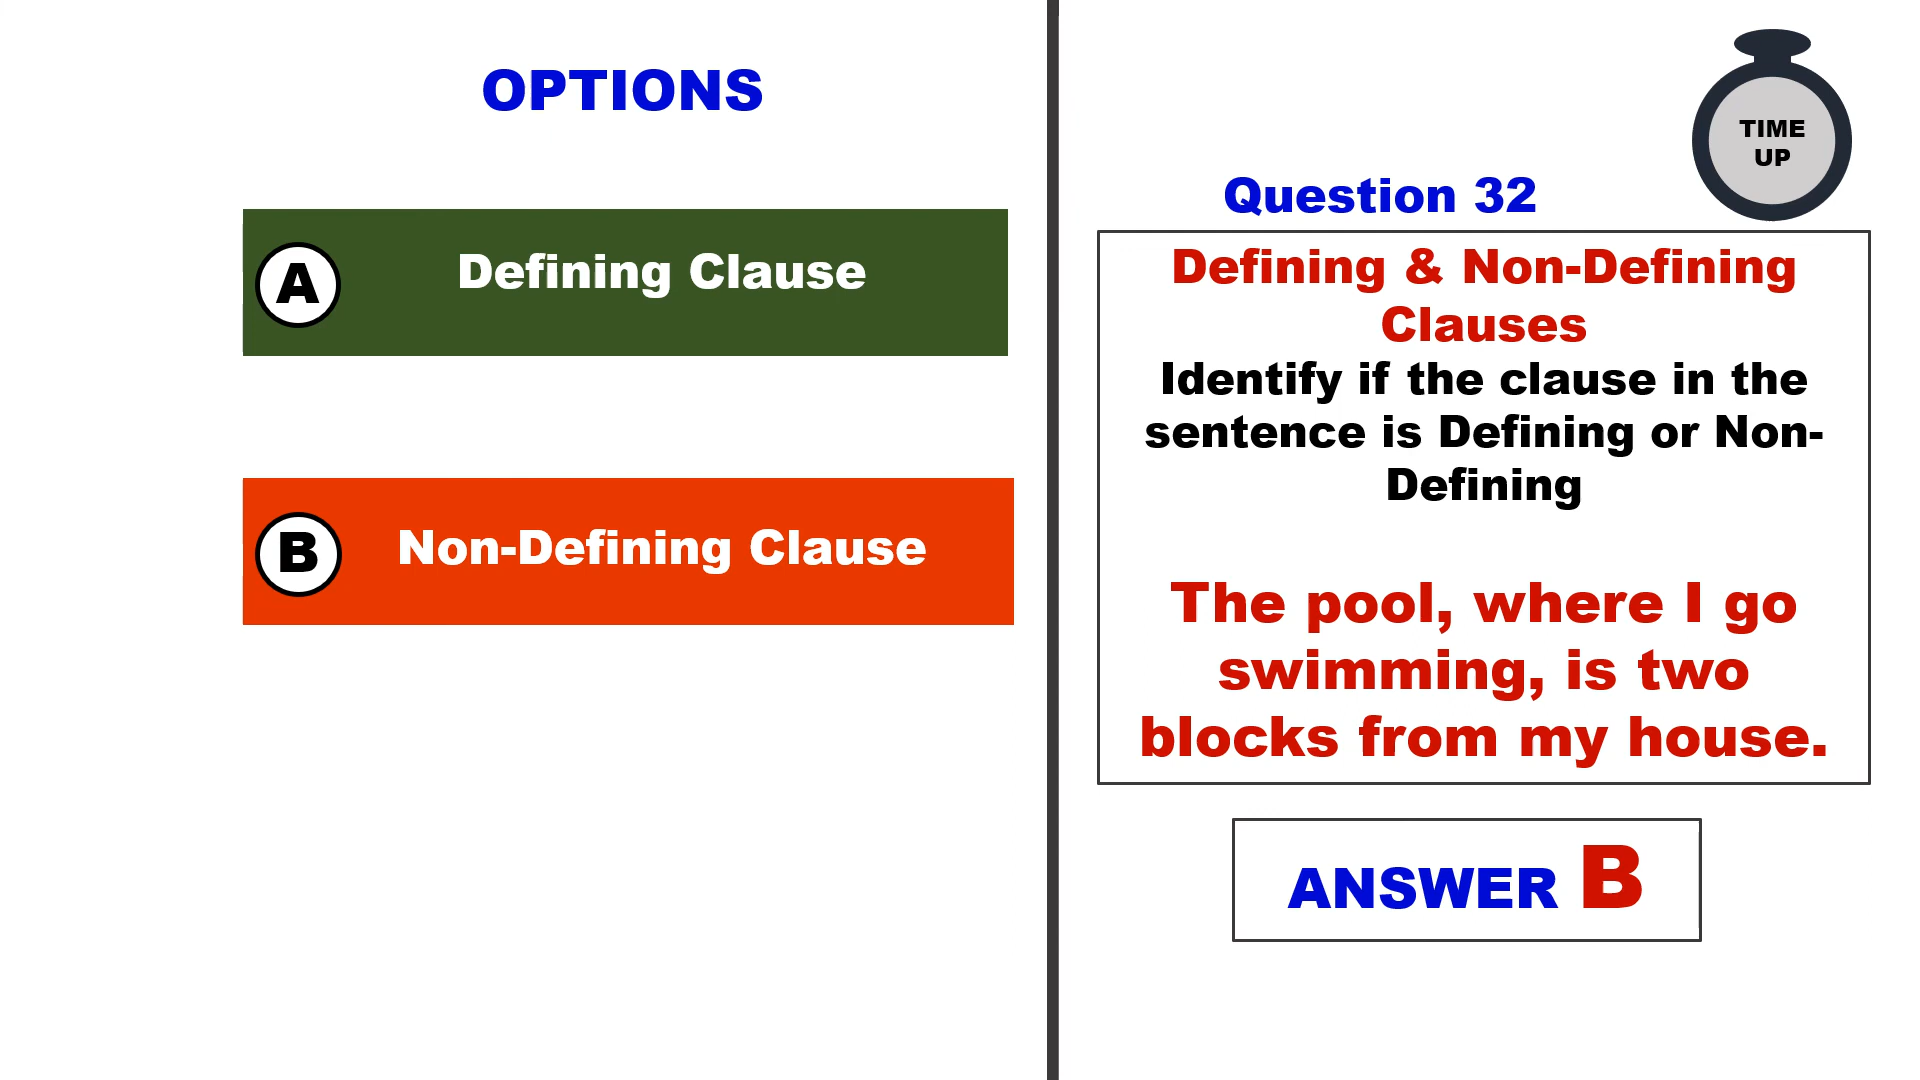 OPTIONS
A Defining Clause
B Non-Defining Clause
TIME
UP
Question 32
Defining & Non-Defining
Clauses
Identify if the clause in the
sentence is Defining or Non-
Defining
The pool, where I go
swimming, is two
blocks from my house.
ANSWER B